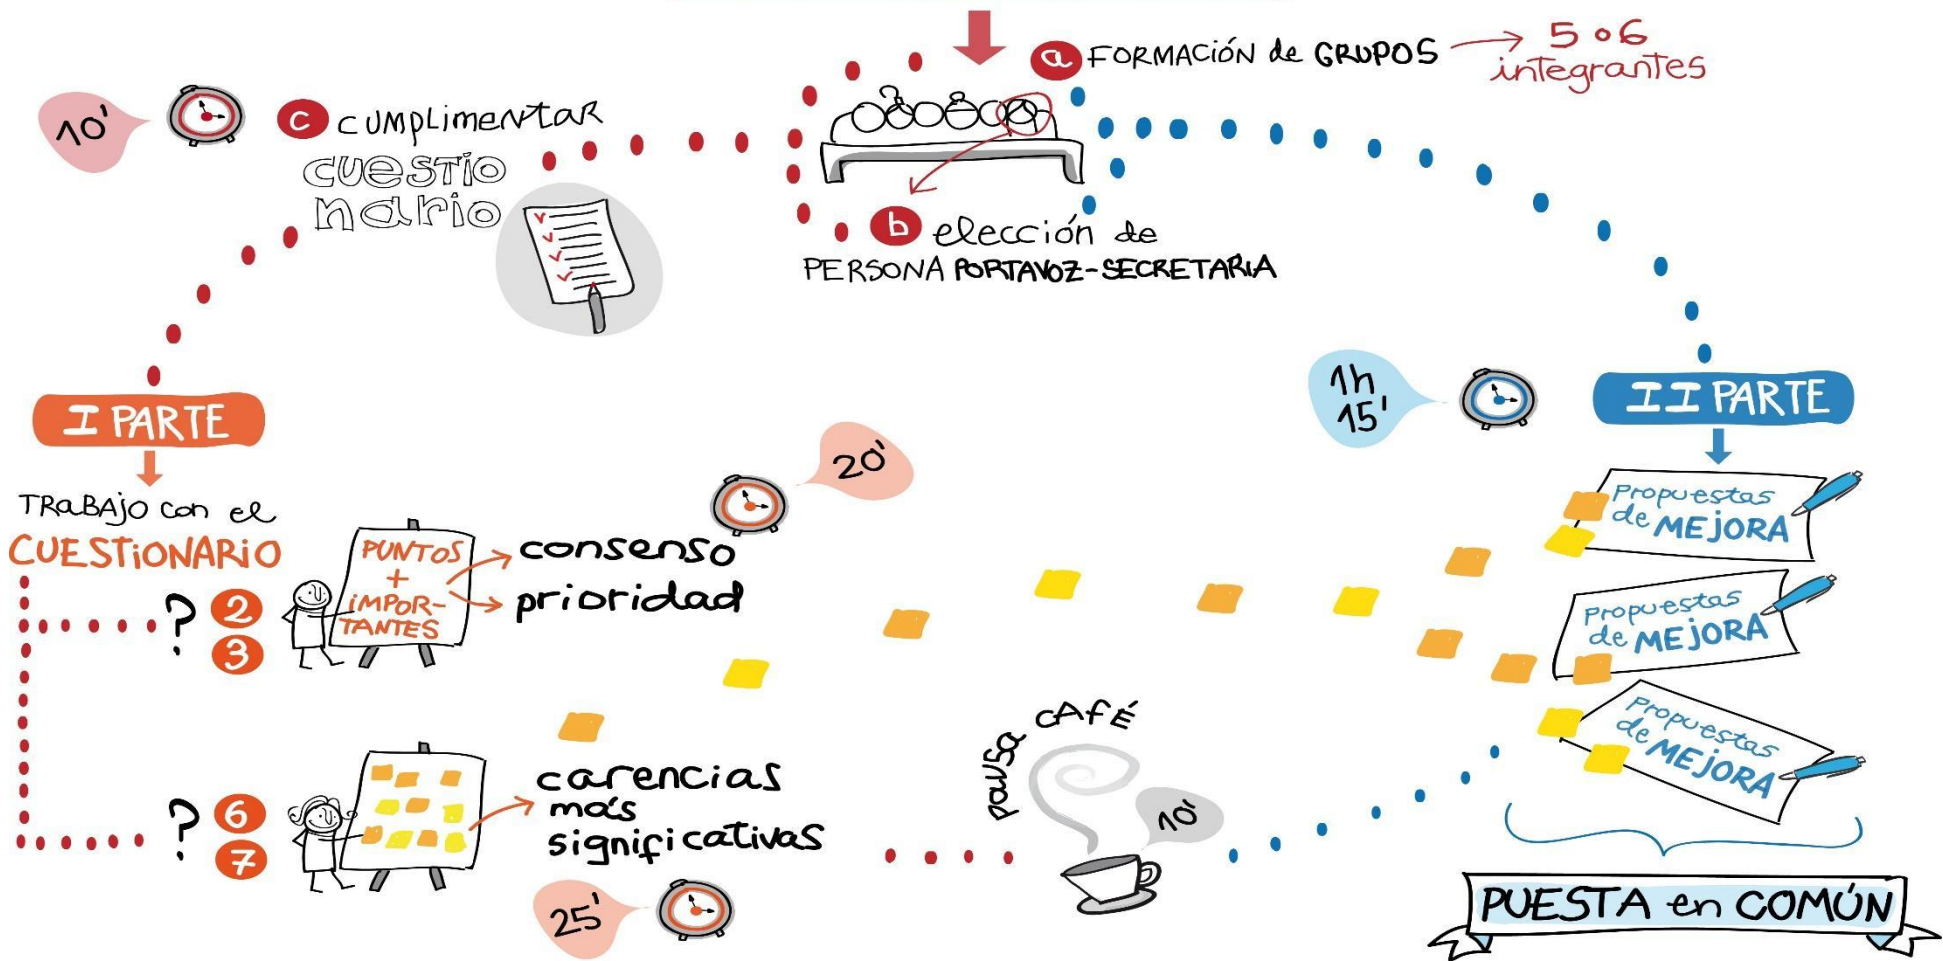 a FORMACIÓN de GRUPOS
5 o 6
integrantes
10'
c CUMPLIMENTAR
CUESTIO
NARIO
b elección de
PERSONA PORTAVOZ-SECRETARIA
I PARTE
TRABAJO con el
CUESTIONARIO
? 2
3
PUNTOS
+
IMPOR-
TANTES
consenso
prioridad
20'
? 6
7
carencias
más
significativas
25'
pausa CAFÉ
10'
1h
15'
II PARTE
Propuestas
de MEJORA
Propuestas
de MEJORA
Propuestas
de MEJORA
PUESTA en COMÚN